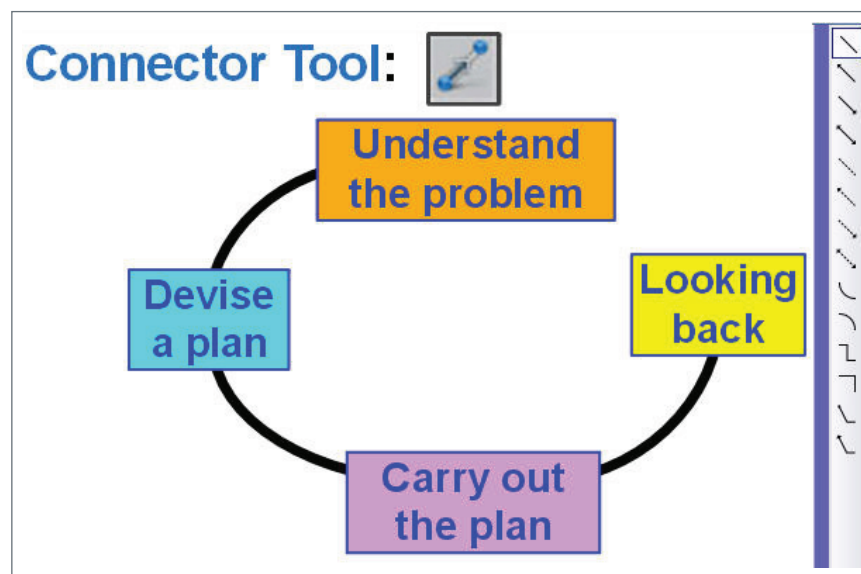 Connector Tool:
Understand
the problem
Devise
a plan
Looking
back
Carry out
the plan